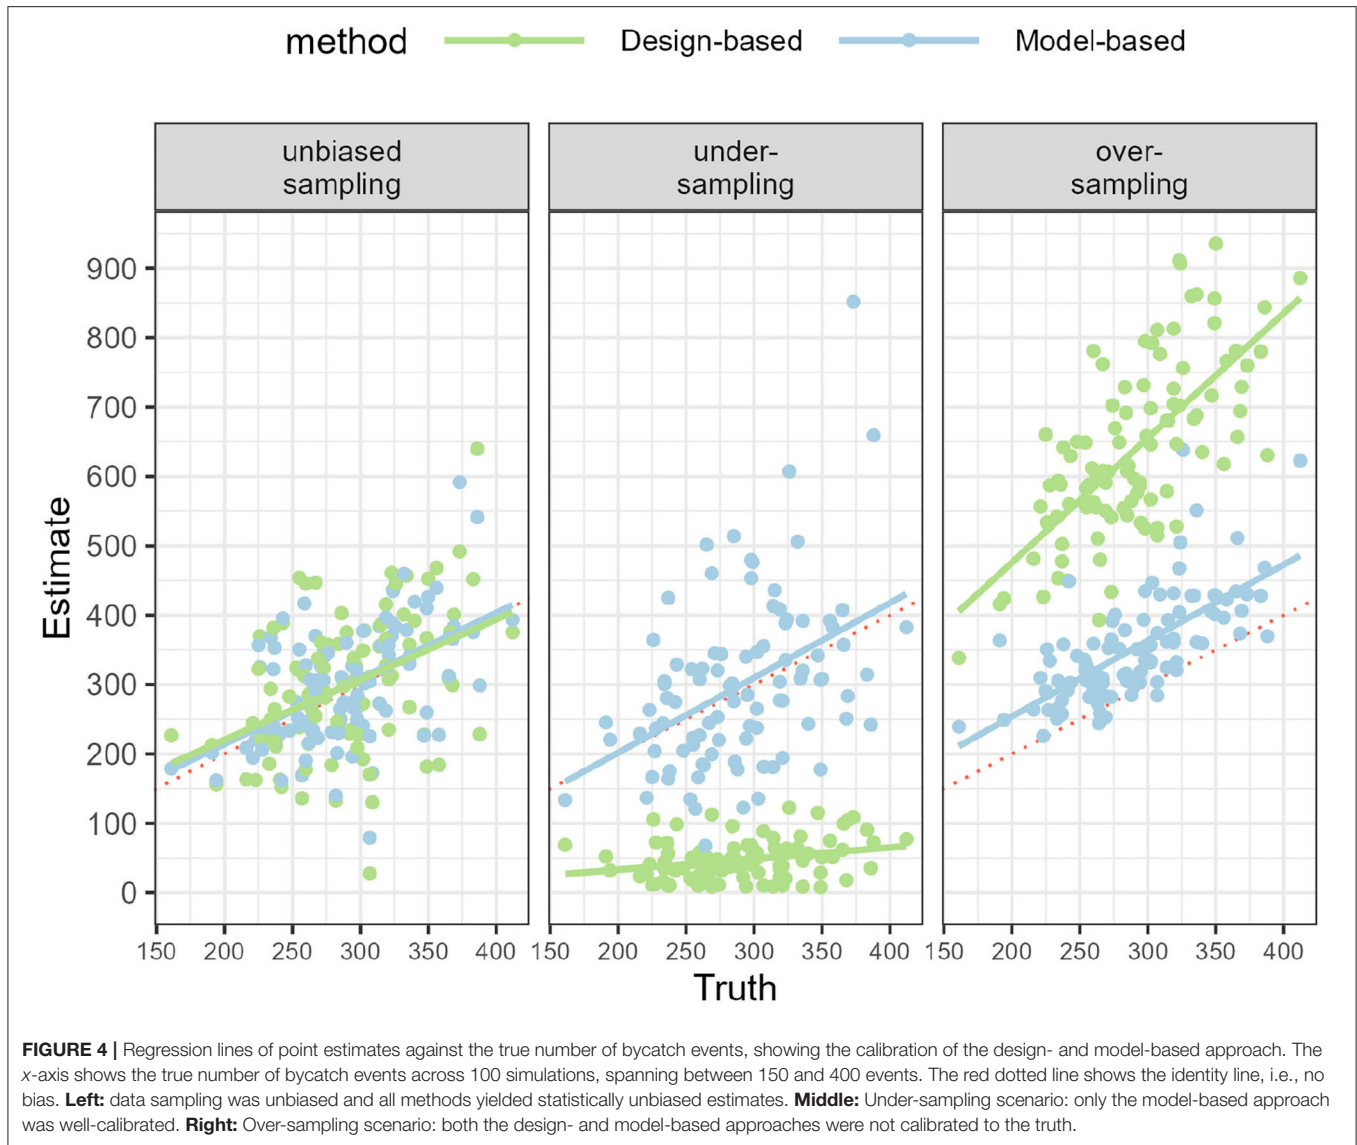 method Design-based Model-based
unbiased sampling
under-sampling
over-sampling
900
800
700
600
500
400
300
200
100
0
Estimate
150 200 250 300 350 400 150 200 250 300 350 400 150 200 250 300 350 400
Truth
FIGURE 4 | Regression lines of point estimates against the true number of bycatch events, showing the calibration of the design- and model-based approach. The
x-axis shows the true number of bycatch events across 100 simulations, spanning between 150 and 400 events. The red dotted line shows the identity line, i.e., no
bias. Left: data sampling was unbiased and all methods yielded statistically unbiased estimates. Middle: Under-sampling scenario: only the model-based approach
was well-calibrated. Right: Over-sampling scenario: both the design- and model-based approaches were not calibrated to the truth.